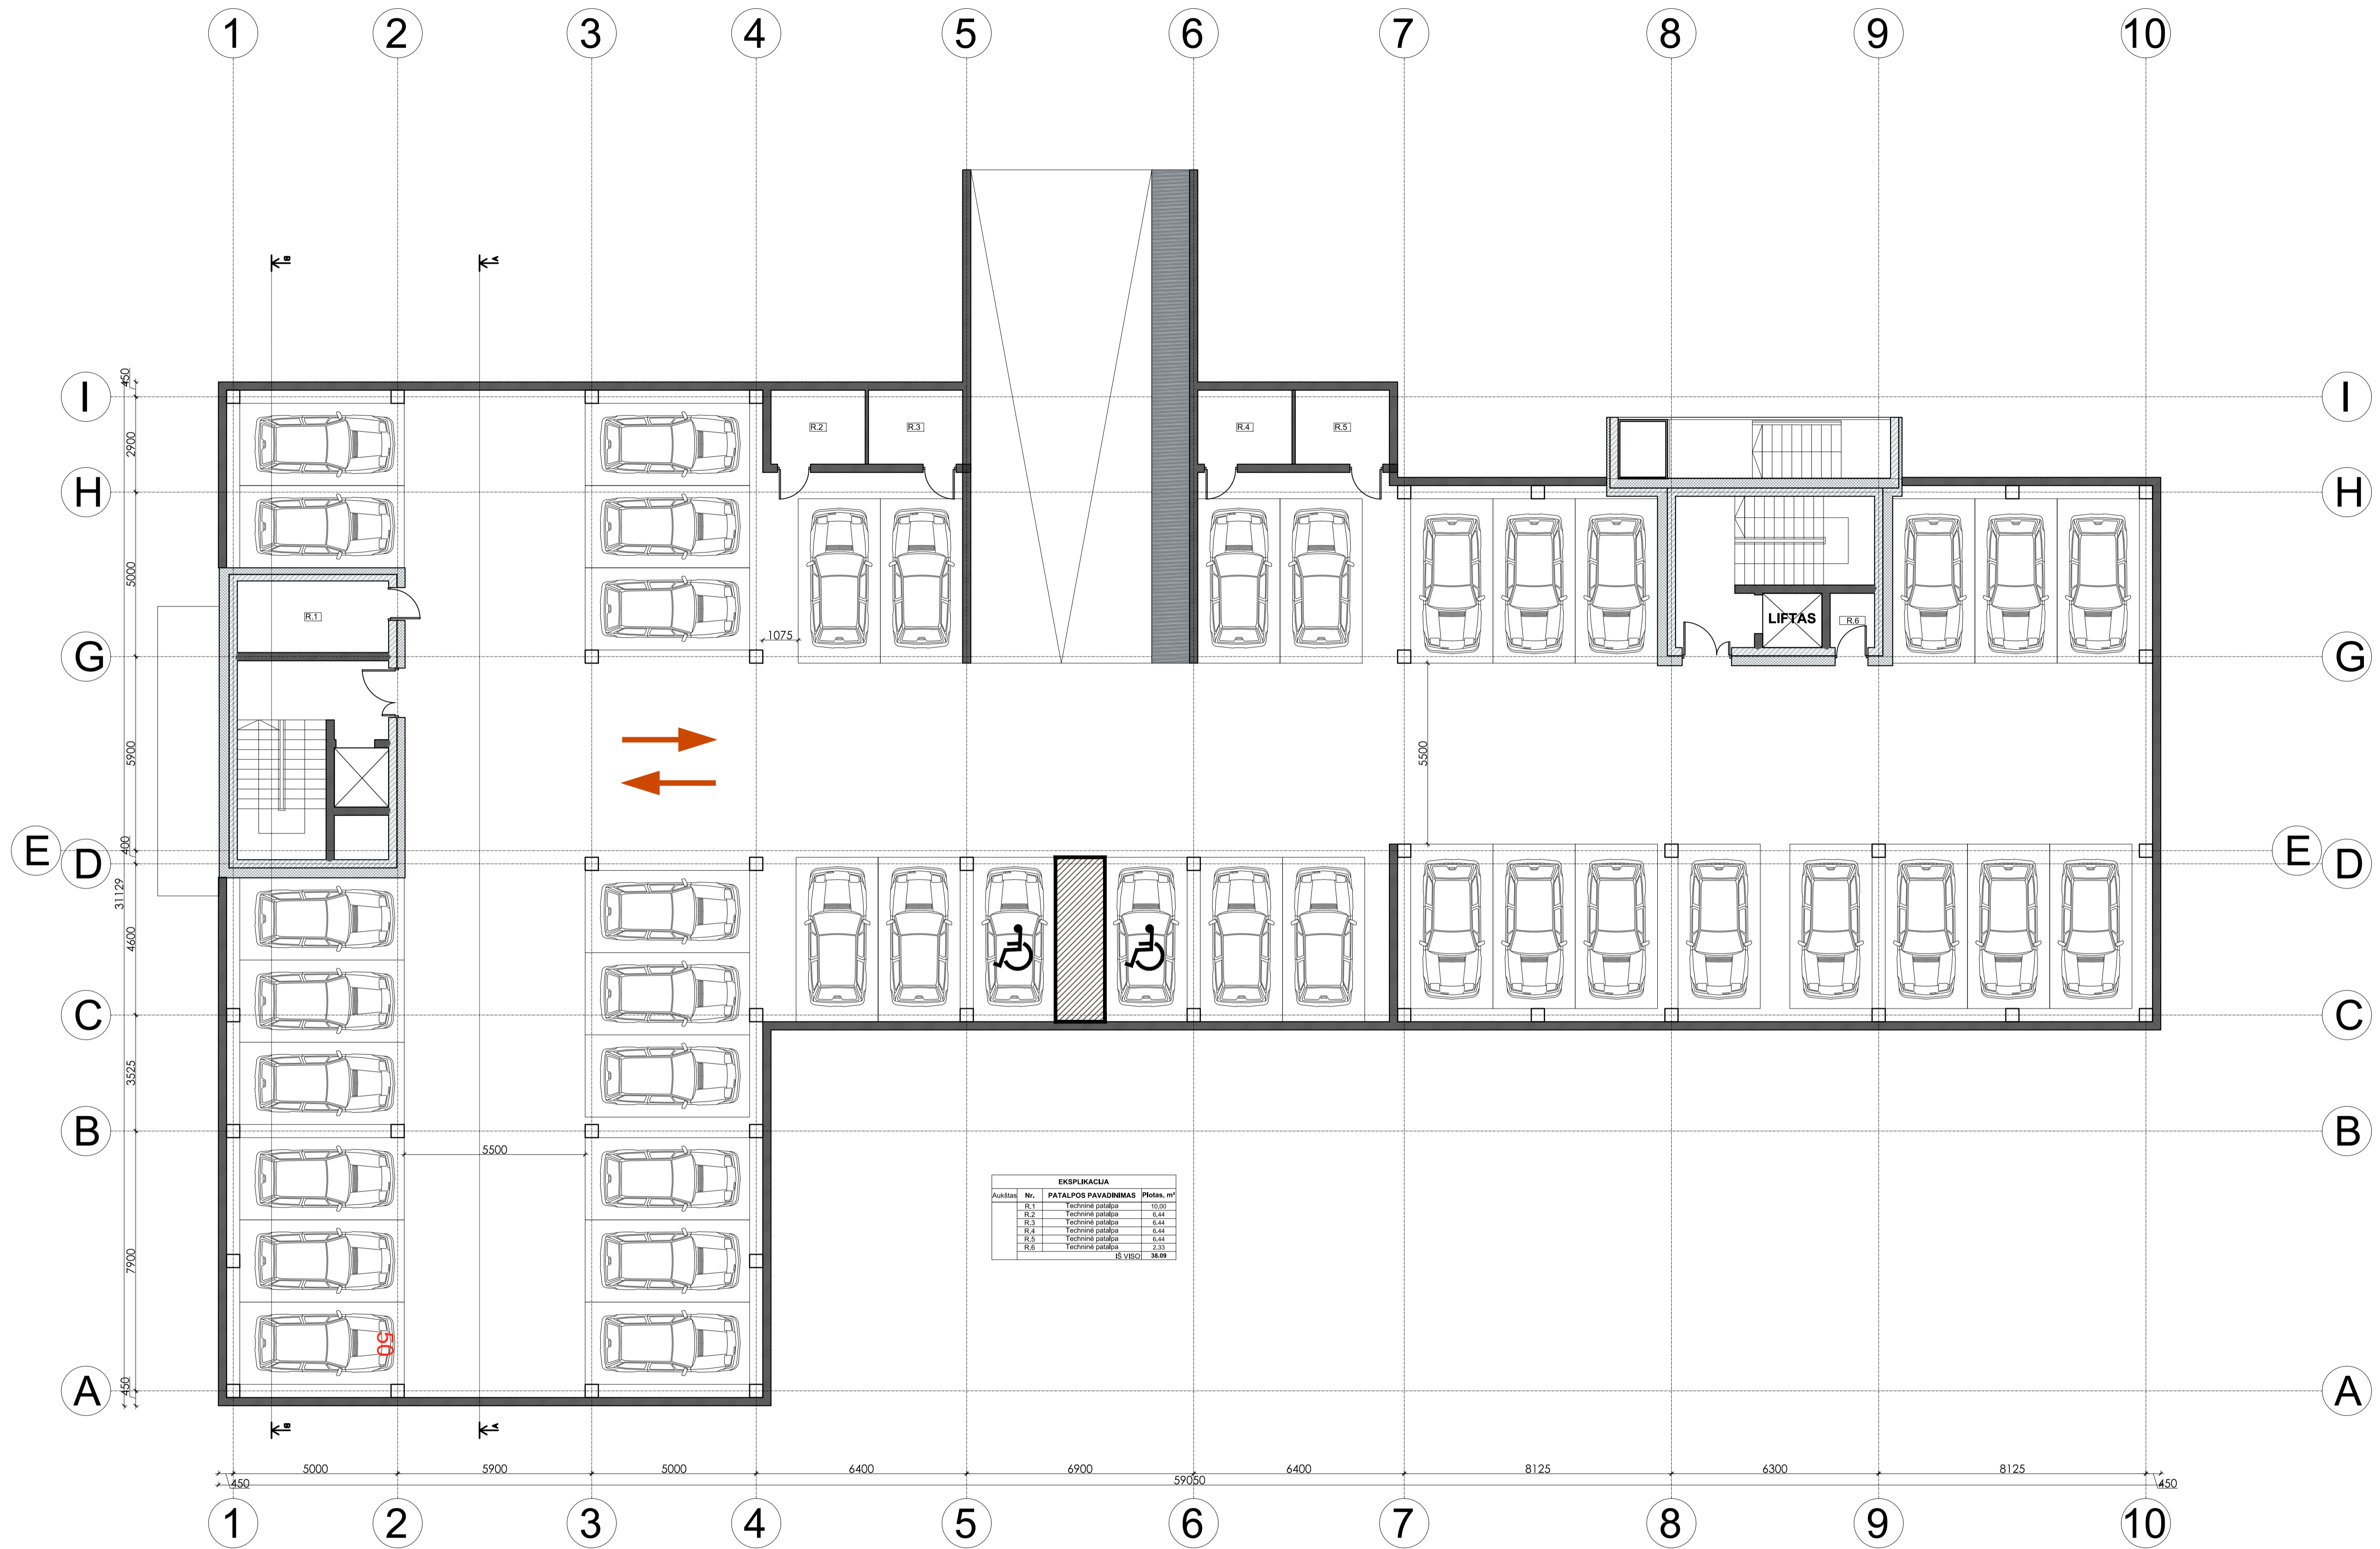 1 2 3 4 5 6 7 8 9 10
B A
I 450 I
R.2 R.3 R.4 R.5
2900
H H
5000
R.1 LIFTAS R.6
1075
G G
5900 5500
E 400 E
D D
31129
4600
C C
3525
B B
5500
EKSPLIKACIJA
Aukštas Nr. PATALPOS PAVADINIMAS Plotas, m²
R.1 Techninė patalpa 10,00
R.2 Techninė patalpa 6,44
R.3 Techninė patalpa 6,44
R.4 Techninė patalpa 6,44
R.5 Techninė patalpa 6,44
R.6 Techninė patalpa 2,33
IŠ VISO: 38.09
7900
50
A 450 A
B A
5000 5900 5000 6400 6900 6400 8125 6300 8125
450 59050 450
1 2 3 4 5 6 7 8 9 10